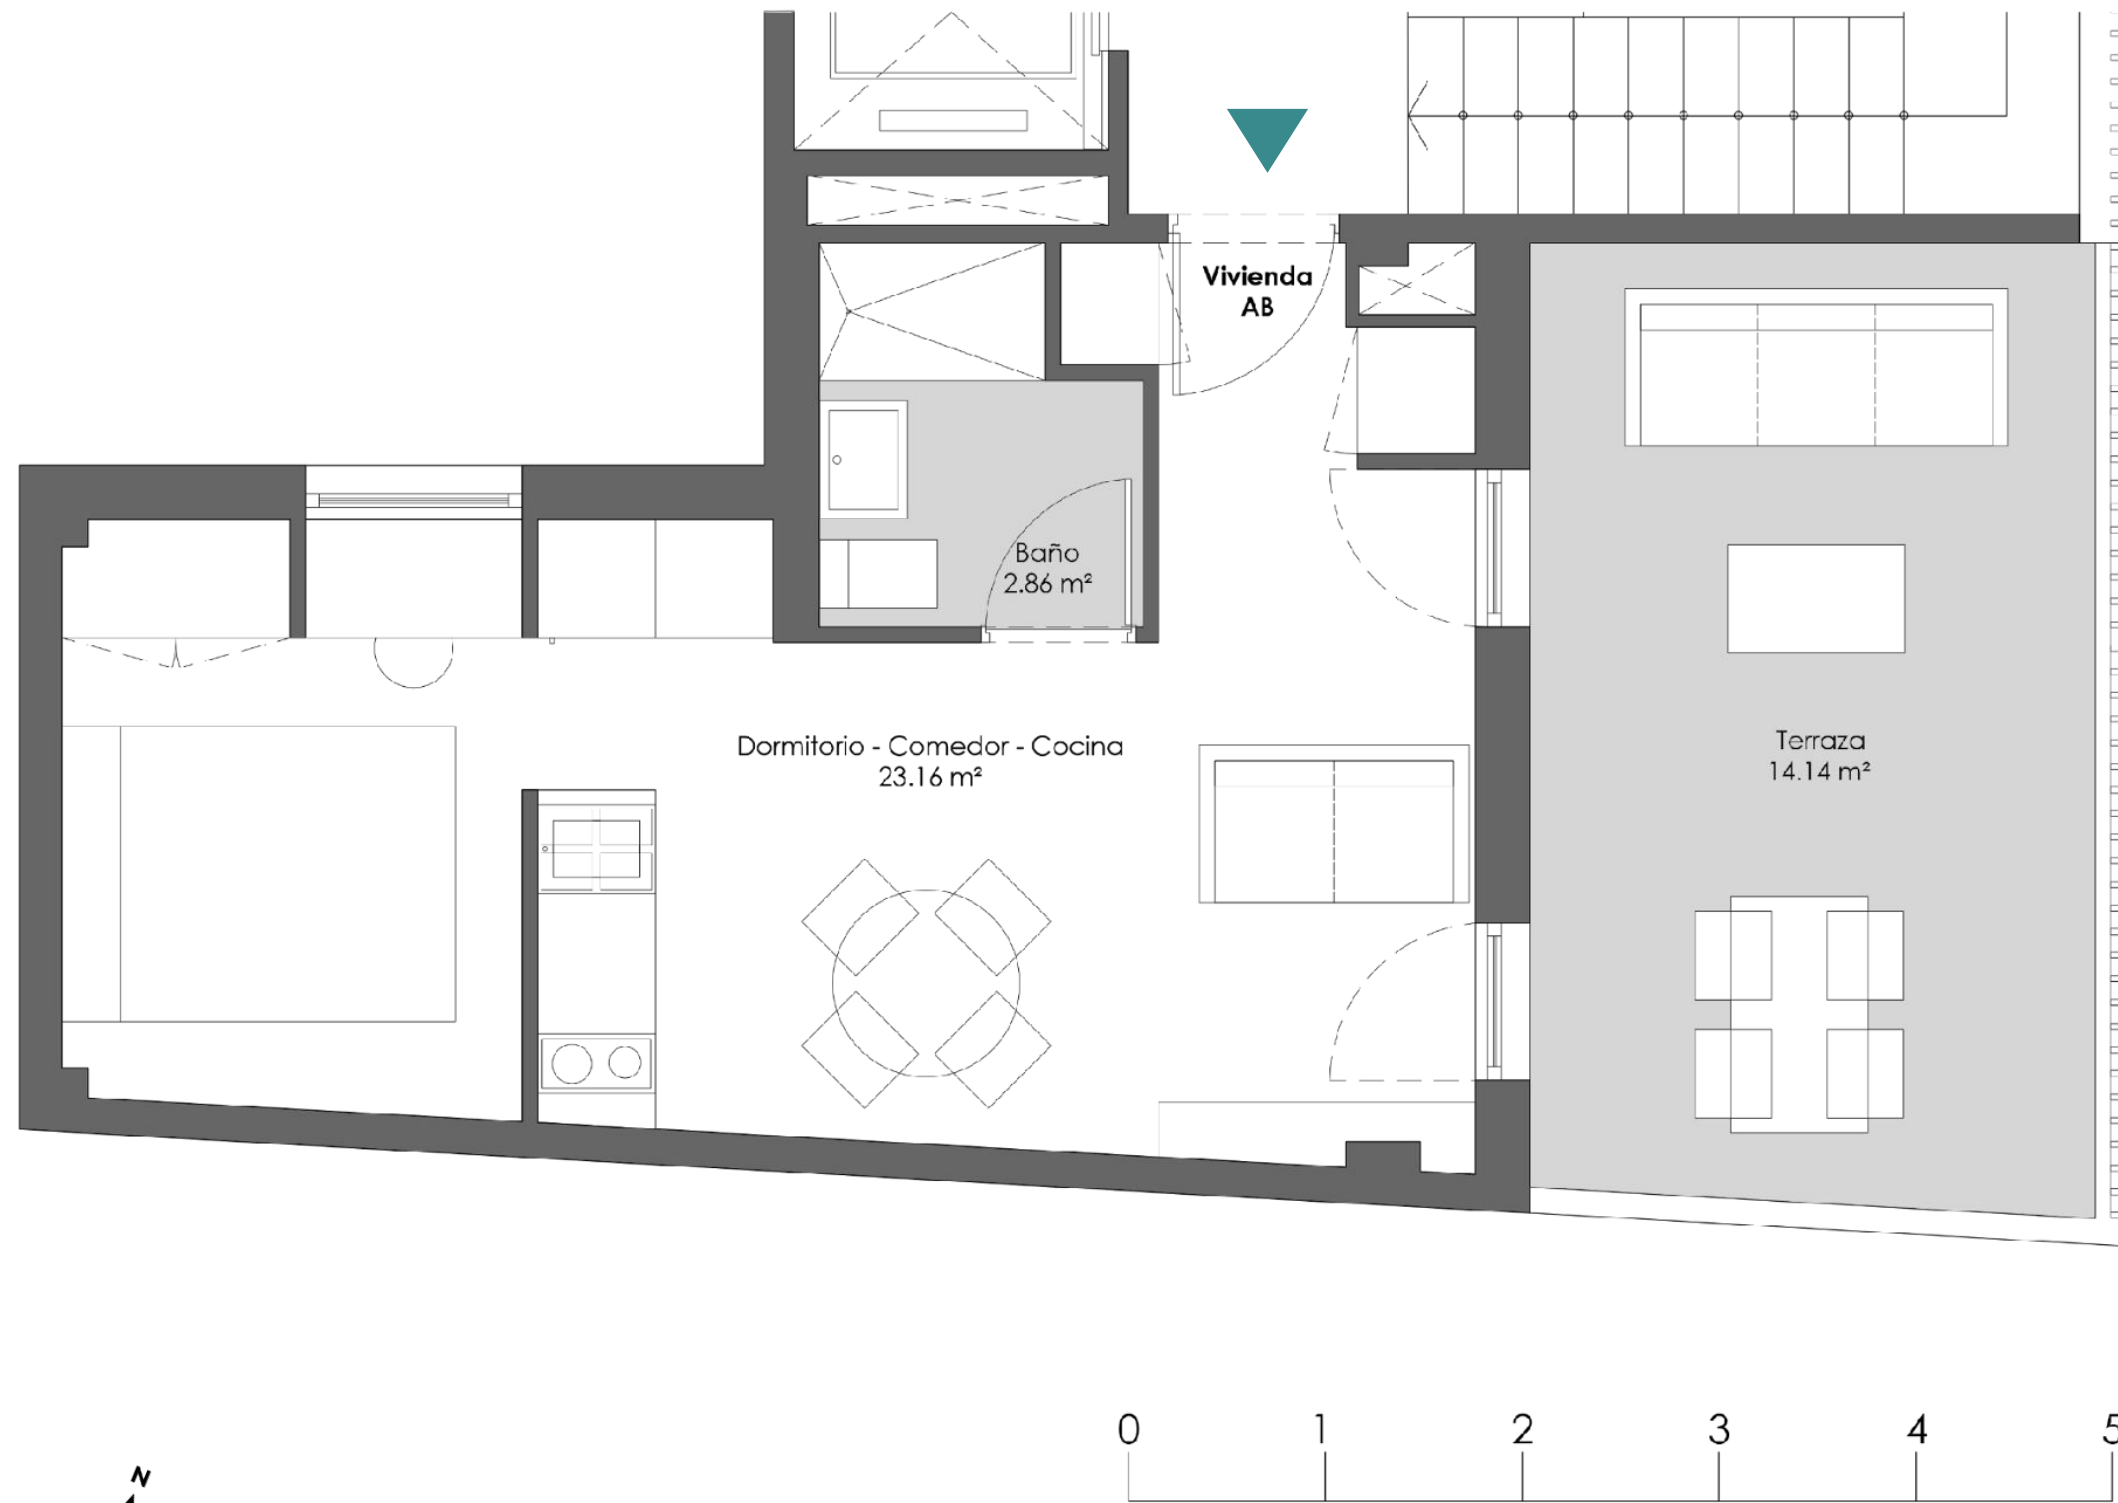 Vivienda
AB
Baño
2.86 m²
Dormitorio - Comedor - Cocina
23.16 m²
Terraza
14.14 m²
0 1 2 3 4 5
N